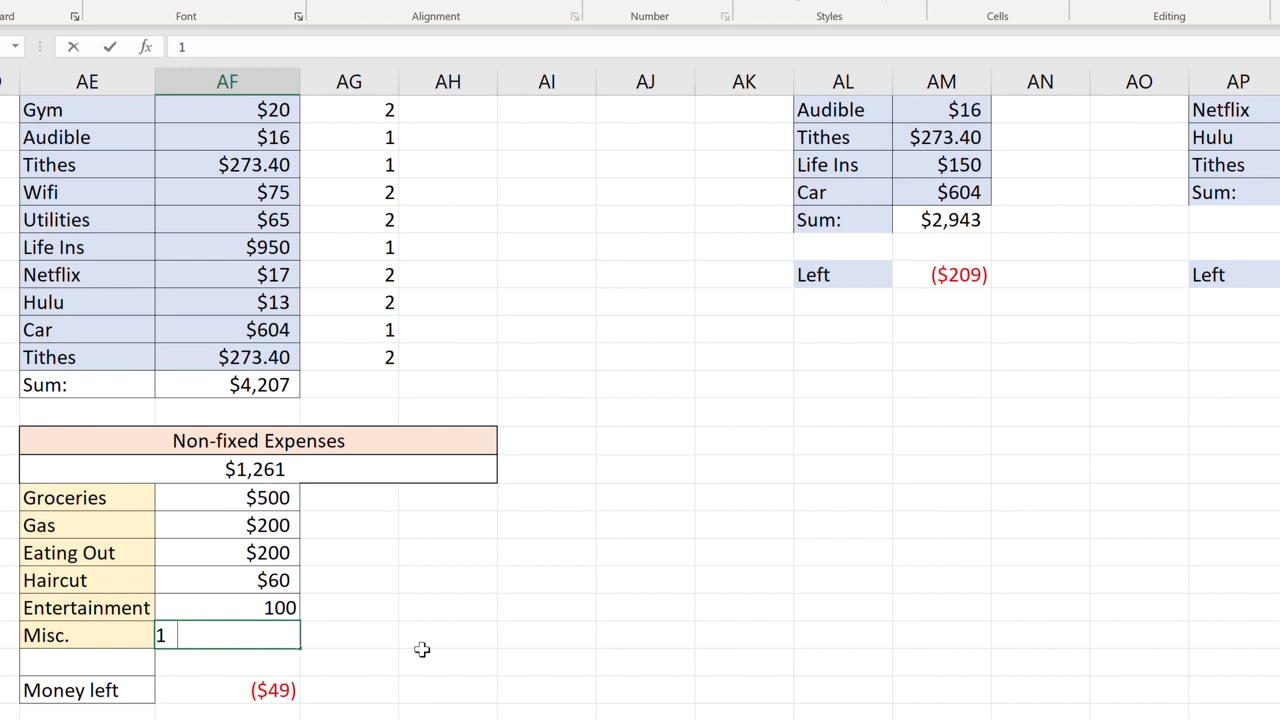 ard Font Alignment Number Styles Cells Editing
fx 1
AE AF AG AH AI AJ AK AL AM AN AO AP
Gym $20 2 Audible $16 Netflix
Audible $16 1 Tithes $273.40 Hulu
Tithes $273.40 1 Life Ins $150 Tithes
Wifi $75 2 Car $604 Sum:
Utilities $65 2 Sum: $2,943
Life Ins $950 1
Netflix $17 2 Left ($209) Left
Hulu $13 2
Car $604 1
Tithes $273.40 2
Sum: $4,207
Non-fixed Expenses
$1,261
Groceries $500
Gas $200
Eating Out $200
Haircut $60
Entertainment 100
Misc. 1
Money left ($49)